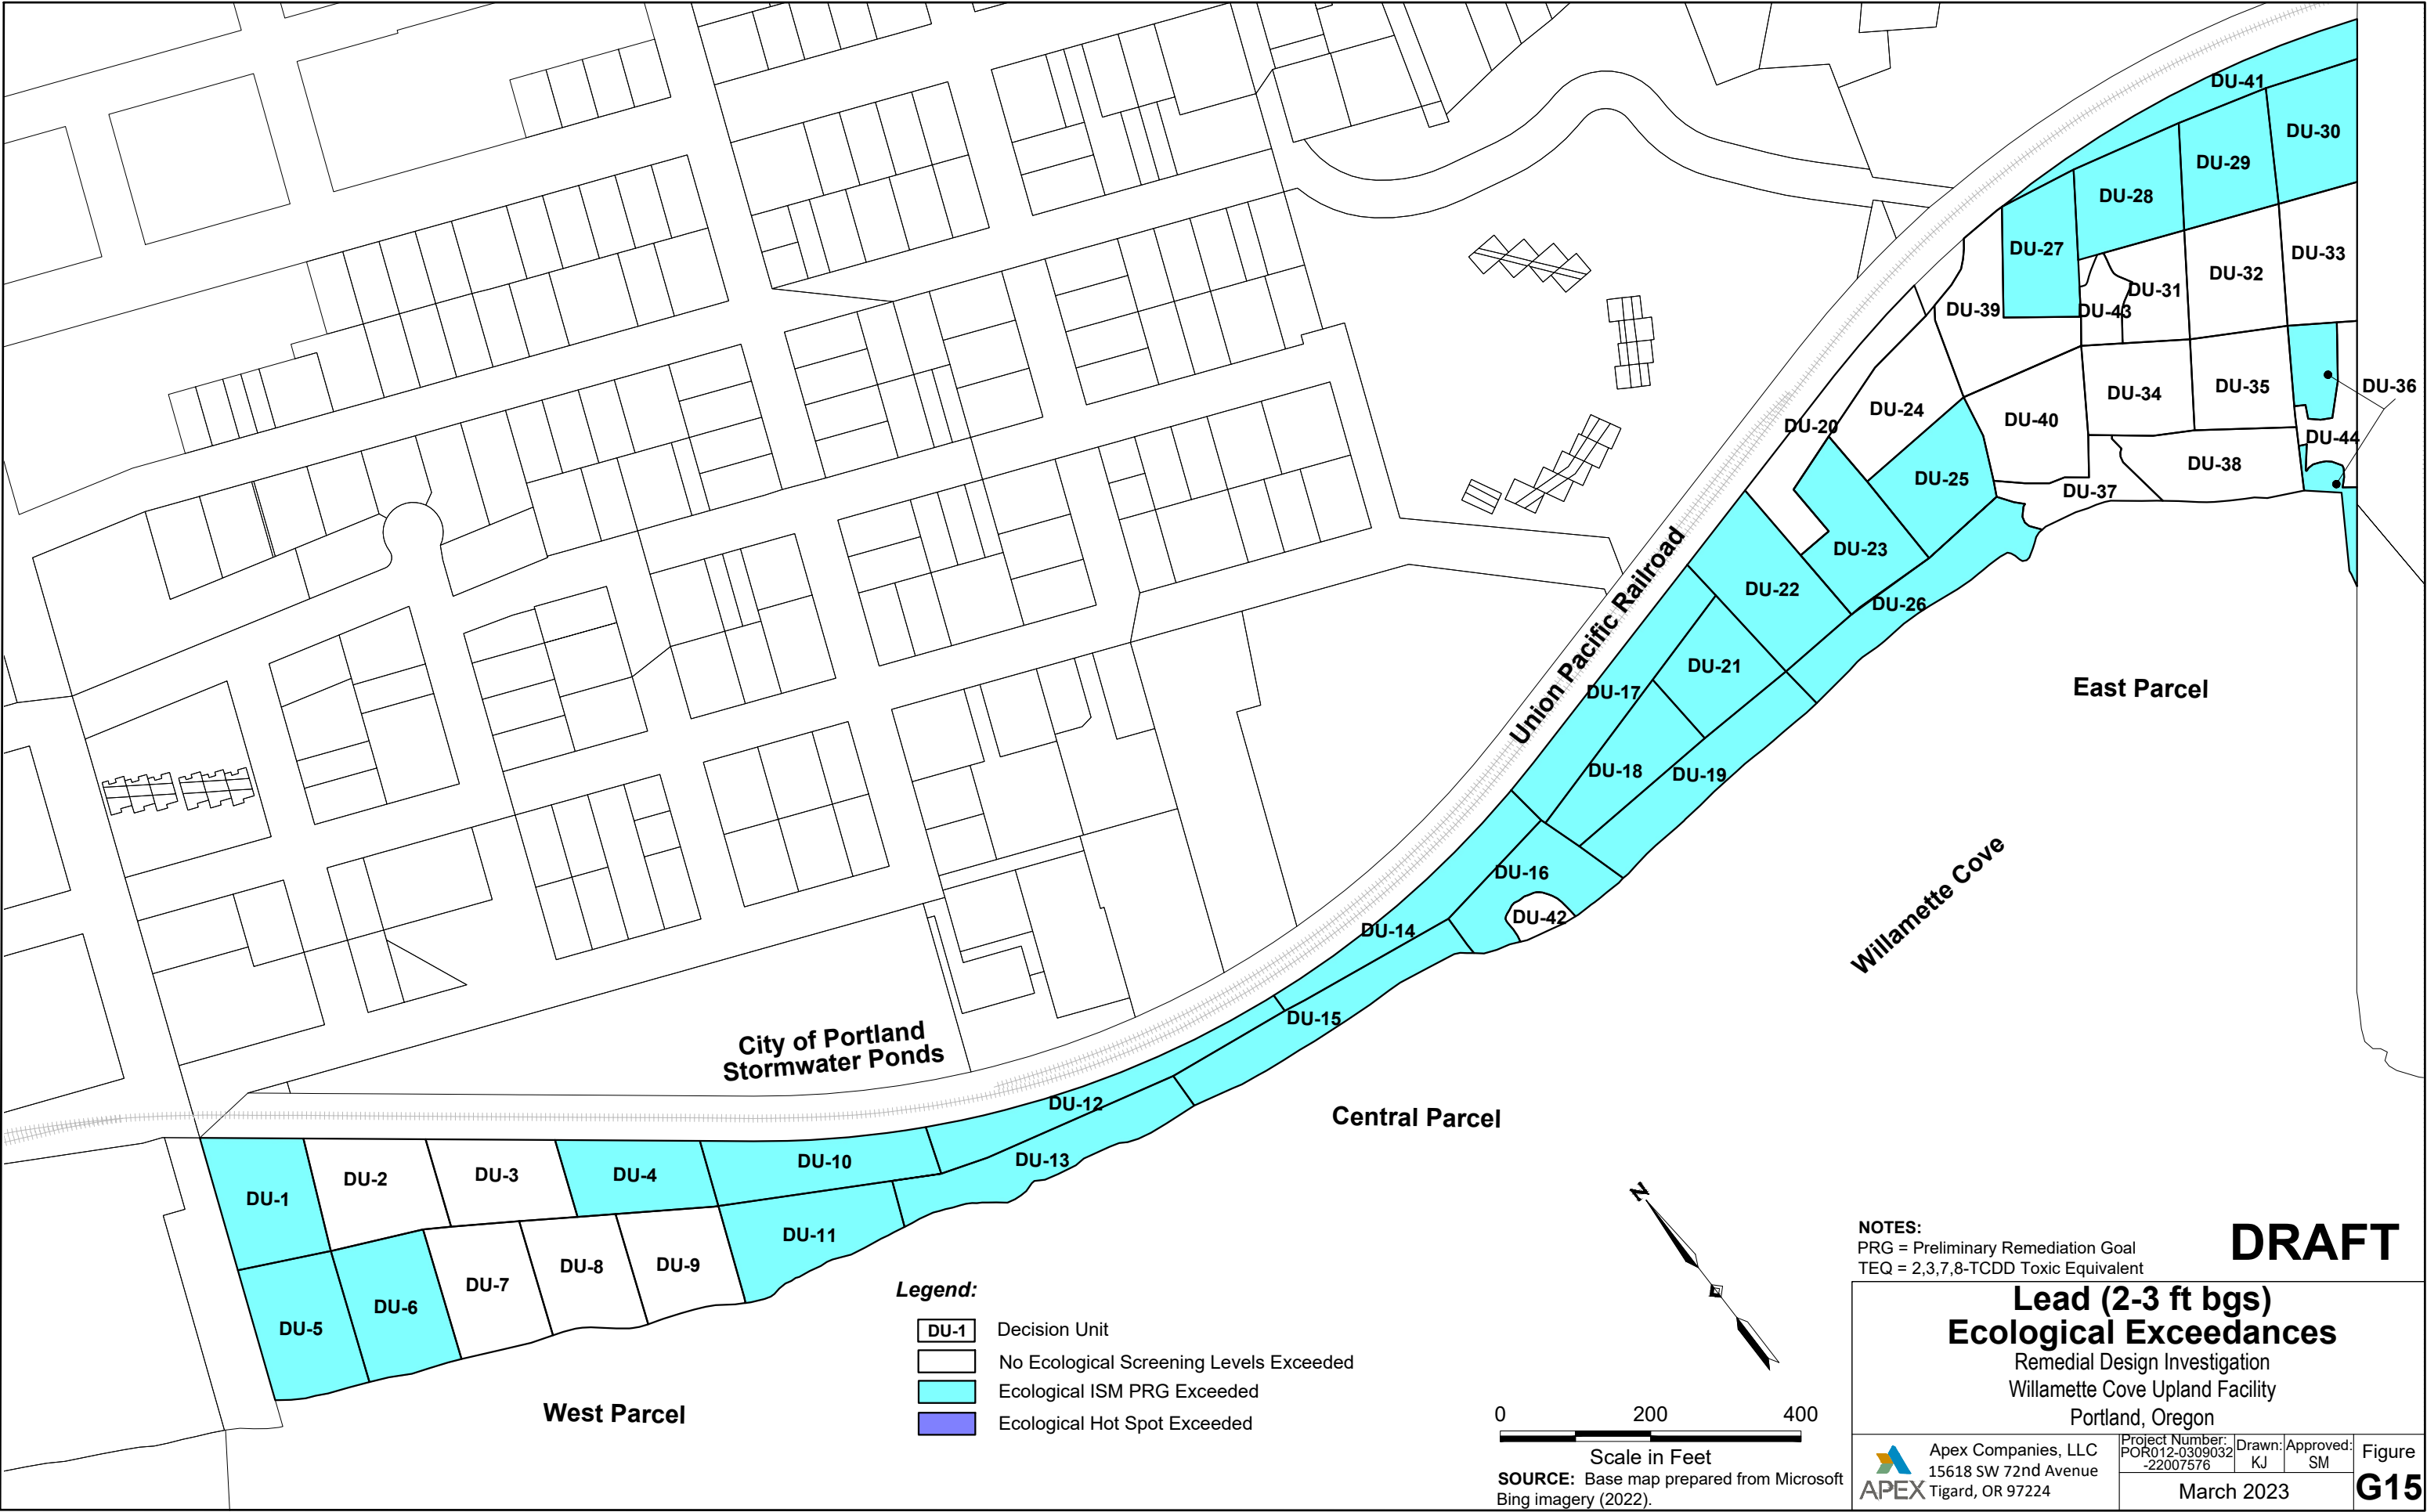 DU-41
DU-30
DU-29
DU-28
DU-27
DU-33
DU-32
DU-31
DU-43
DU-39
DU-36
DU-35
DU-34
DU-24
DU-40
DU-20
DU-44
DU-38
DU-25
DU-37
DU-23
DU-22
DU-26
Union Pacific Railroad
DU-21
DU-17
East Parcel
DU-18
DU-19
DU-16
DU-42
DU-14
Willamette Cove
DU-15
City of Portland
Stormwater Ponds
DU-12
Central Parcel
DU-13
DU-10
DU-4
DU-3
DU-2
DU-1
DU-11
DU-9
DU-8
DU-7
DU-6
DU-5
West Parcel
Legend:
DU-1 Decision Unit
No Ecological Screening Levels Exceeded
Ecological ISM PRG Exceeded
Ecological Hot Spot Exceeded
N
0 200 400
Scale in Feet
SOURCE: Base map prepared from Microsoft
Bing imagery (2022).
NOTES:
PRG = Preliminary Remediation Goal
TEQ = 2,3,7,8-TCDD Toxic Equivalent
DRAFT
Lead (2-3 ft bgs)
Ecological Exceedances
Remedial Design Investigation
Willamette Cove Upland Facility
Portland, Oregon
APEX
Apex Companies, LLC
15618 SW 72nd Avenue
Tigard, OR 97224
Project Number:
POR012-0309032
-22007576
Drawn:
KJ
Approved:
SM
March 2023
Figure
G15